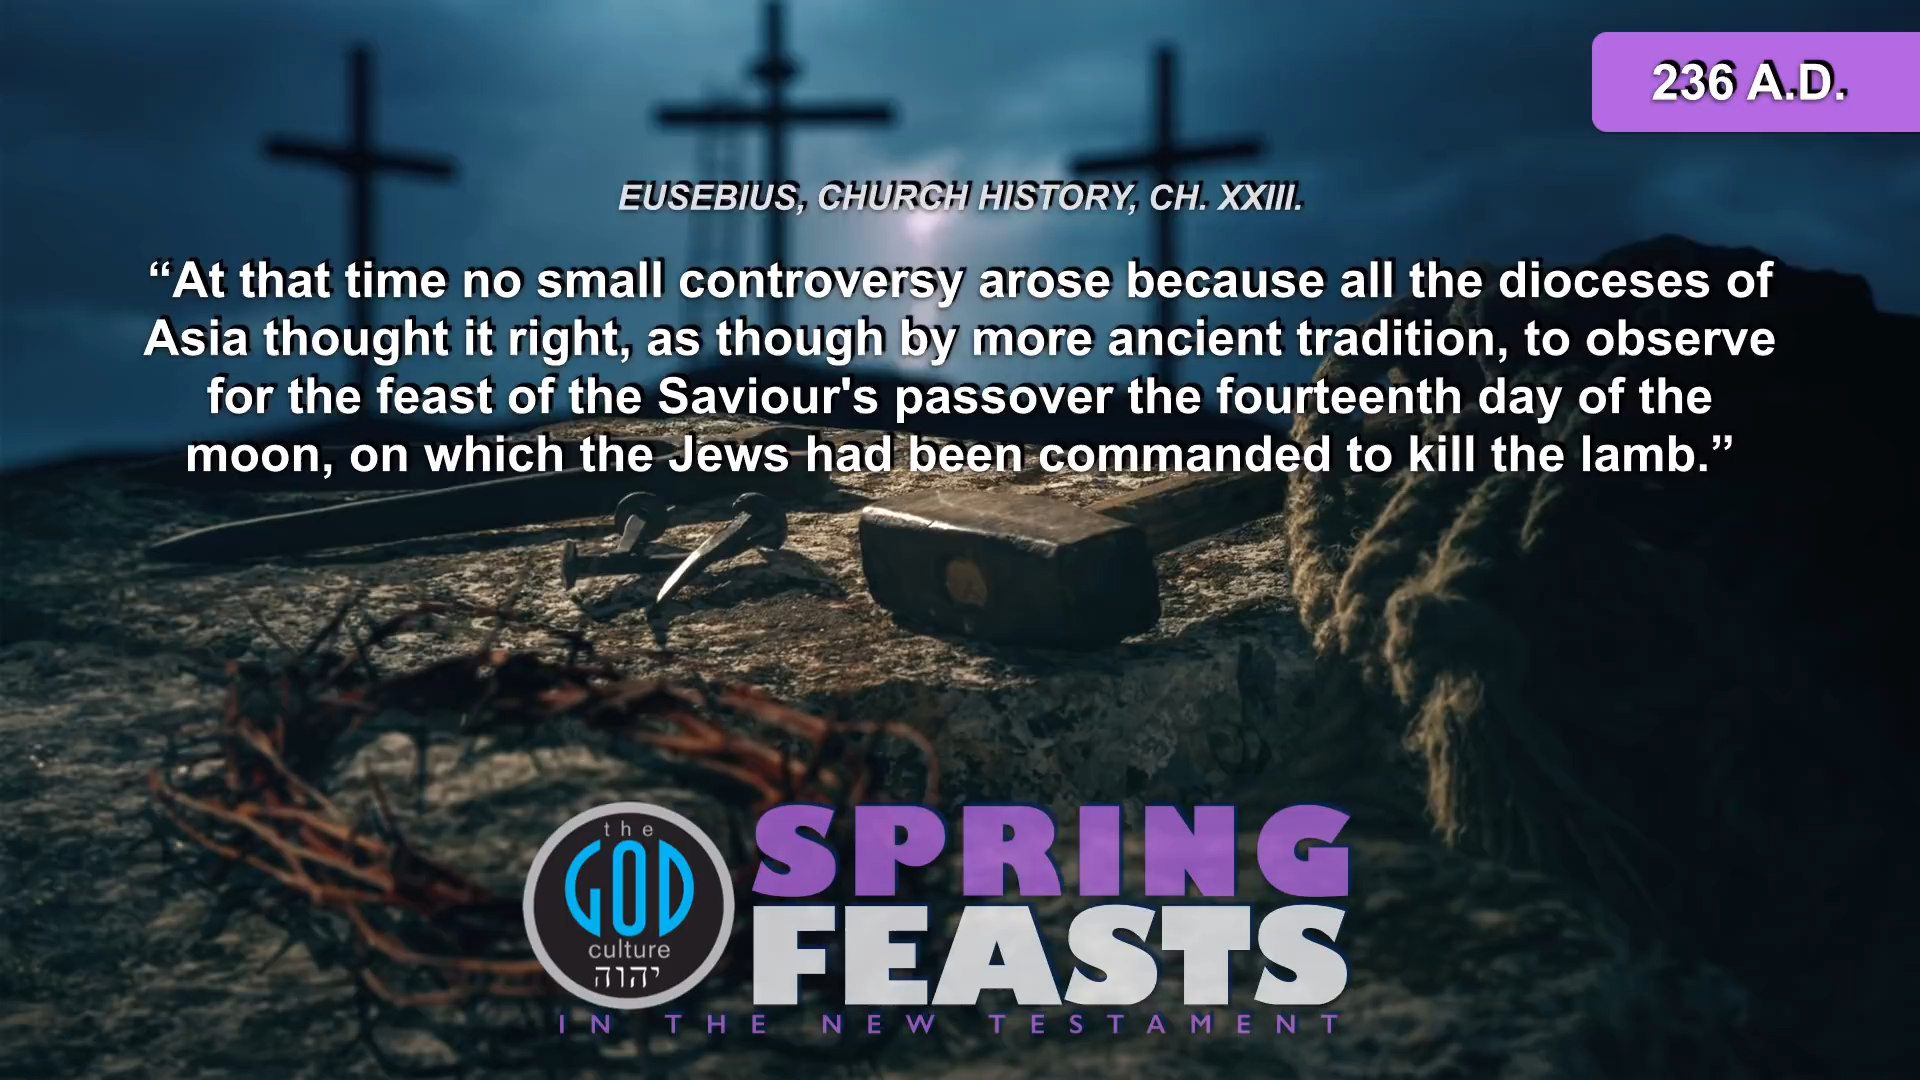 236 A.D.
EUSEBIUS, CHURCH HISTORY, CH. XXIII.
“At that time no small controversy arose because all the dioceses of
Asia thought it right, as though by more ancient tradition, to observe
for the feast of the Saviour's passover the fourteenth day of the
moon, on which the Jews had been commanded to kill the lamb.”
the
GOD
culture
יהוה
SPRING
FEASTS
IN THE NEW TESTAMENT